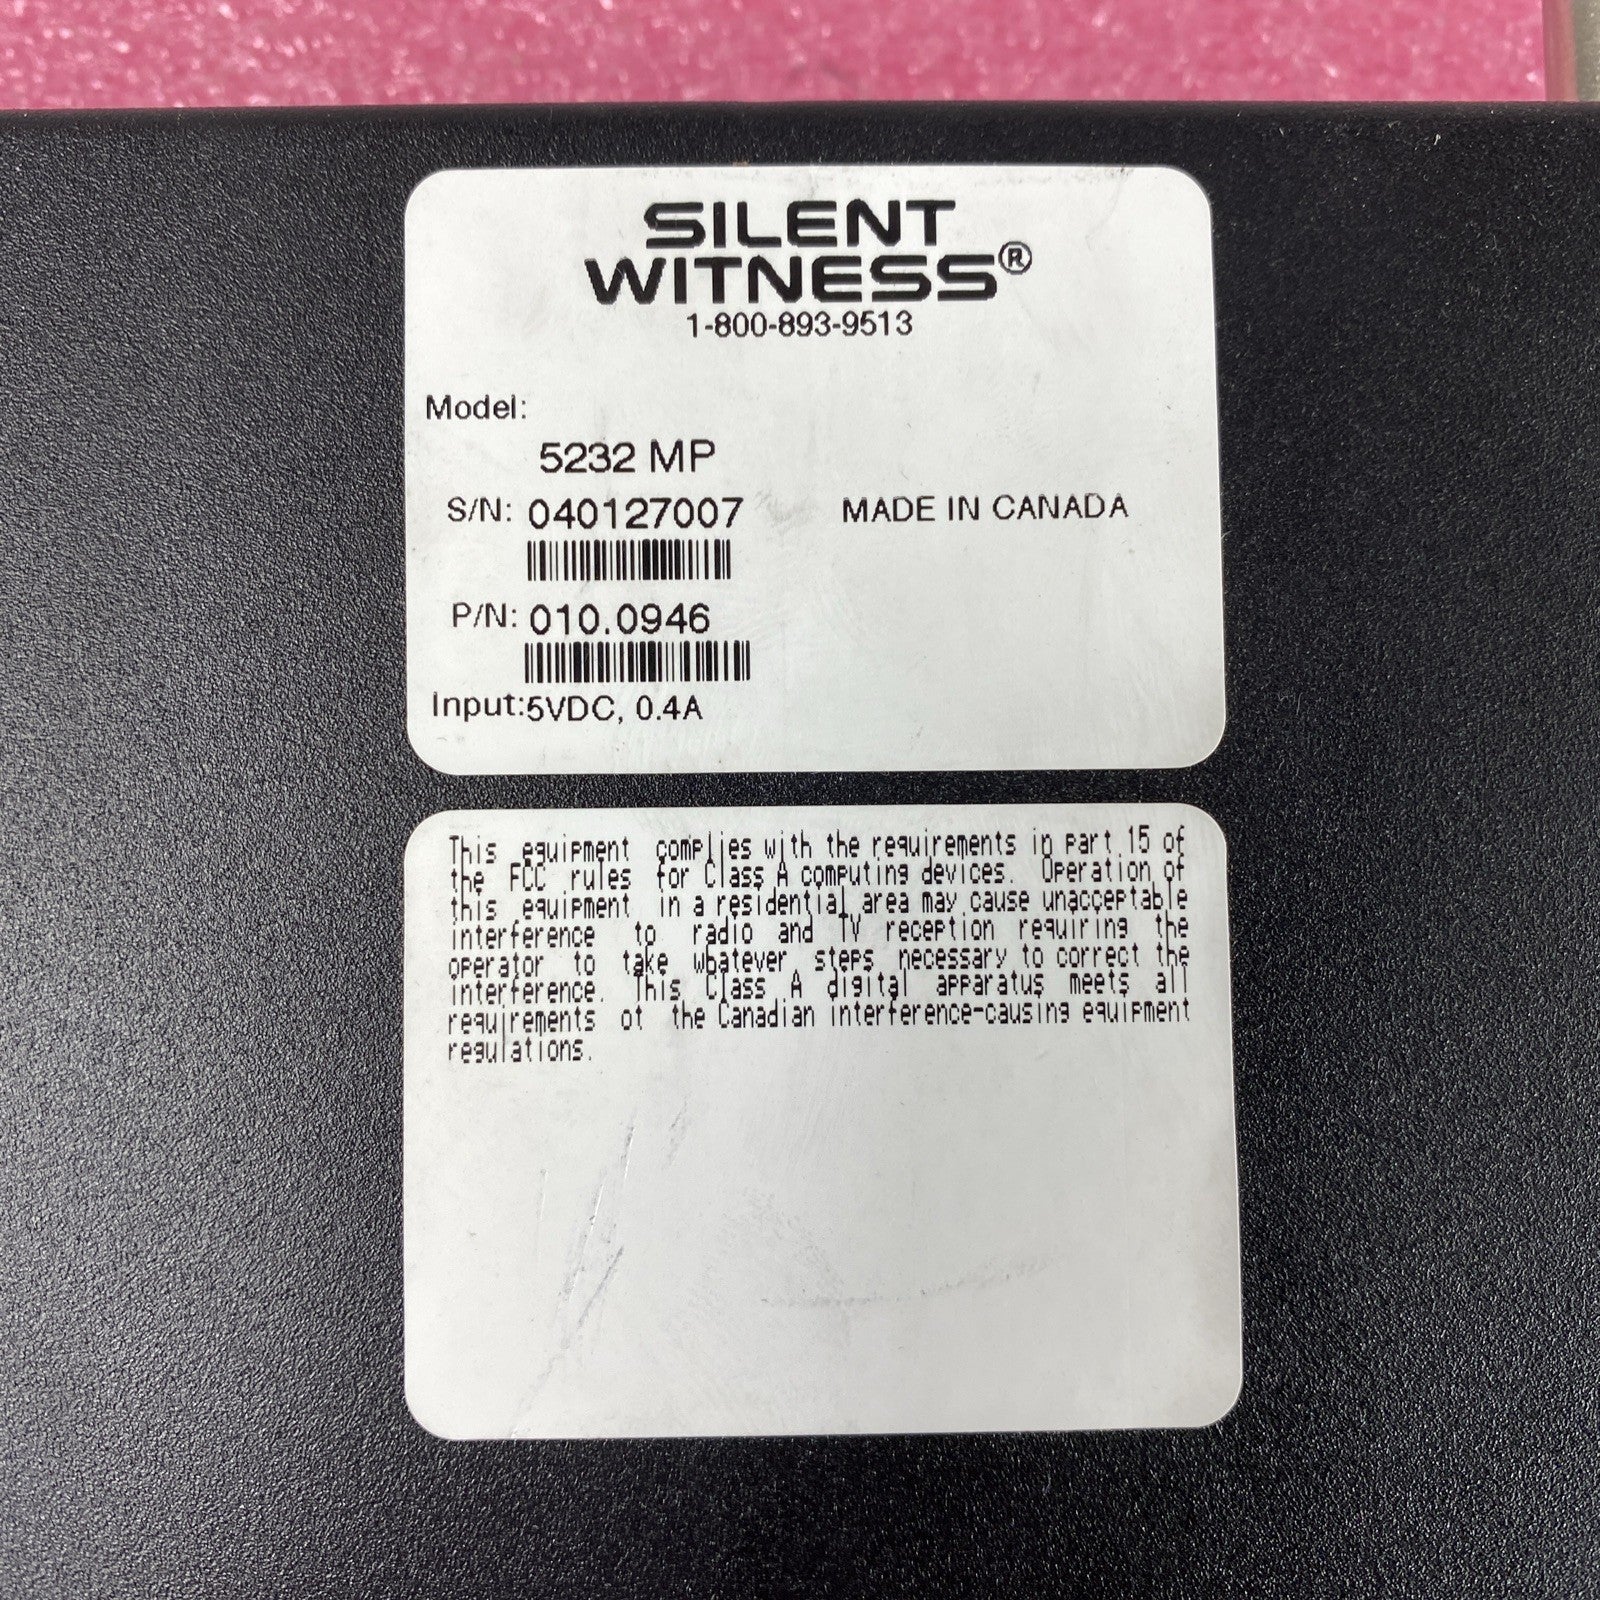 SILENT
WITNESS®
1-800-893-9513
Model:
5232 MP
S/N: 040127007 MADE IN CANADA
P/N: 010.0946
Input:5VDC, 0.4A
This equipment complies with the requirements in part 15 of
the FCC rules for Class A computing devices. Operation of
this equipment in a residential area may cause unacceptable
interference to radio and TV reception requiring the
operator to take whatever steps necessary to correct the
interference. This Class A digital apparatus meets all
requirements of the Canadian interference-causing equipment
regulations.